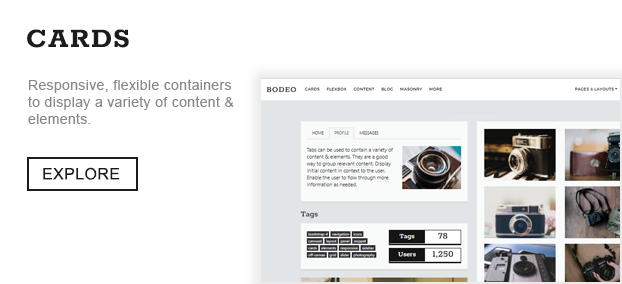 CARDS
Responsive, flexible containers
to display a variety of content &
elements.
EXPLORE
BODEO CARDS FLEXBOX CONTENT BLOG MASONRY MORE PAGES & LAYOUTS
HOME PROFILE MESSAGES
Tabs can be used to contain a variety of
content & elements. They are a good
way to group relevant content. Display
initial content in context to the user.
Enable the user to flow through more
information as needed.
Tags
bootstrap 4 navigation icons
carousel layout panel snippet
cards elements responsive sidebar
off-canvas grid slider photography
Tags 78
Users 1,250